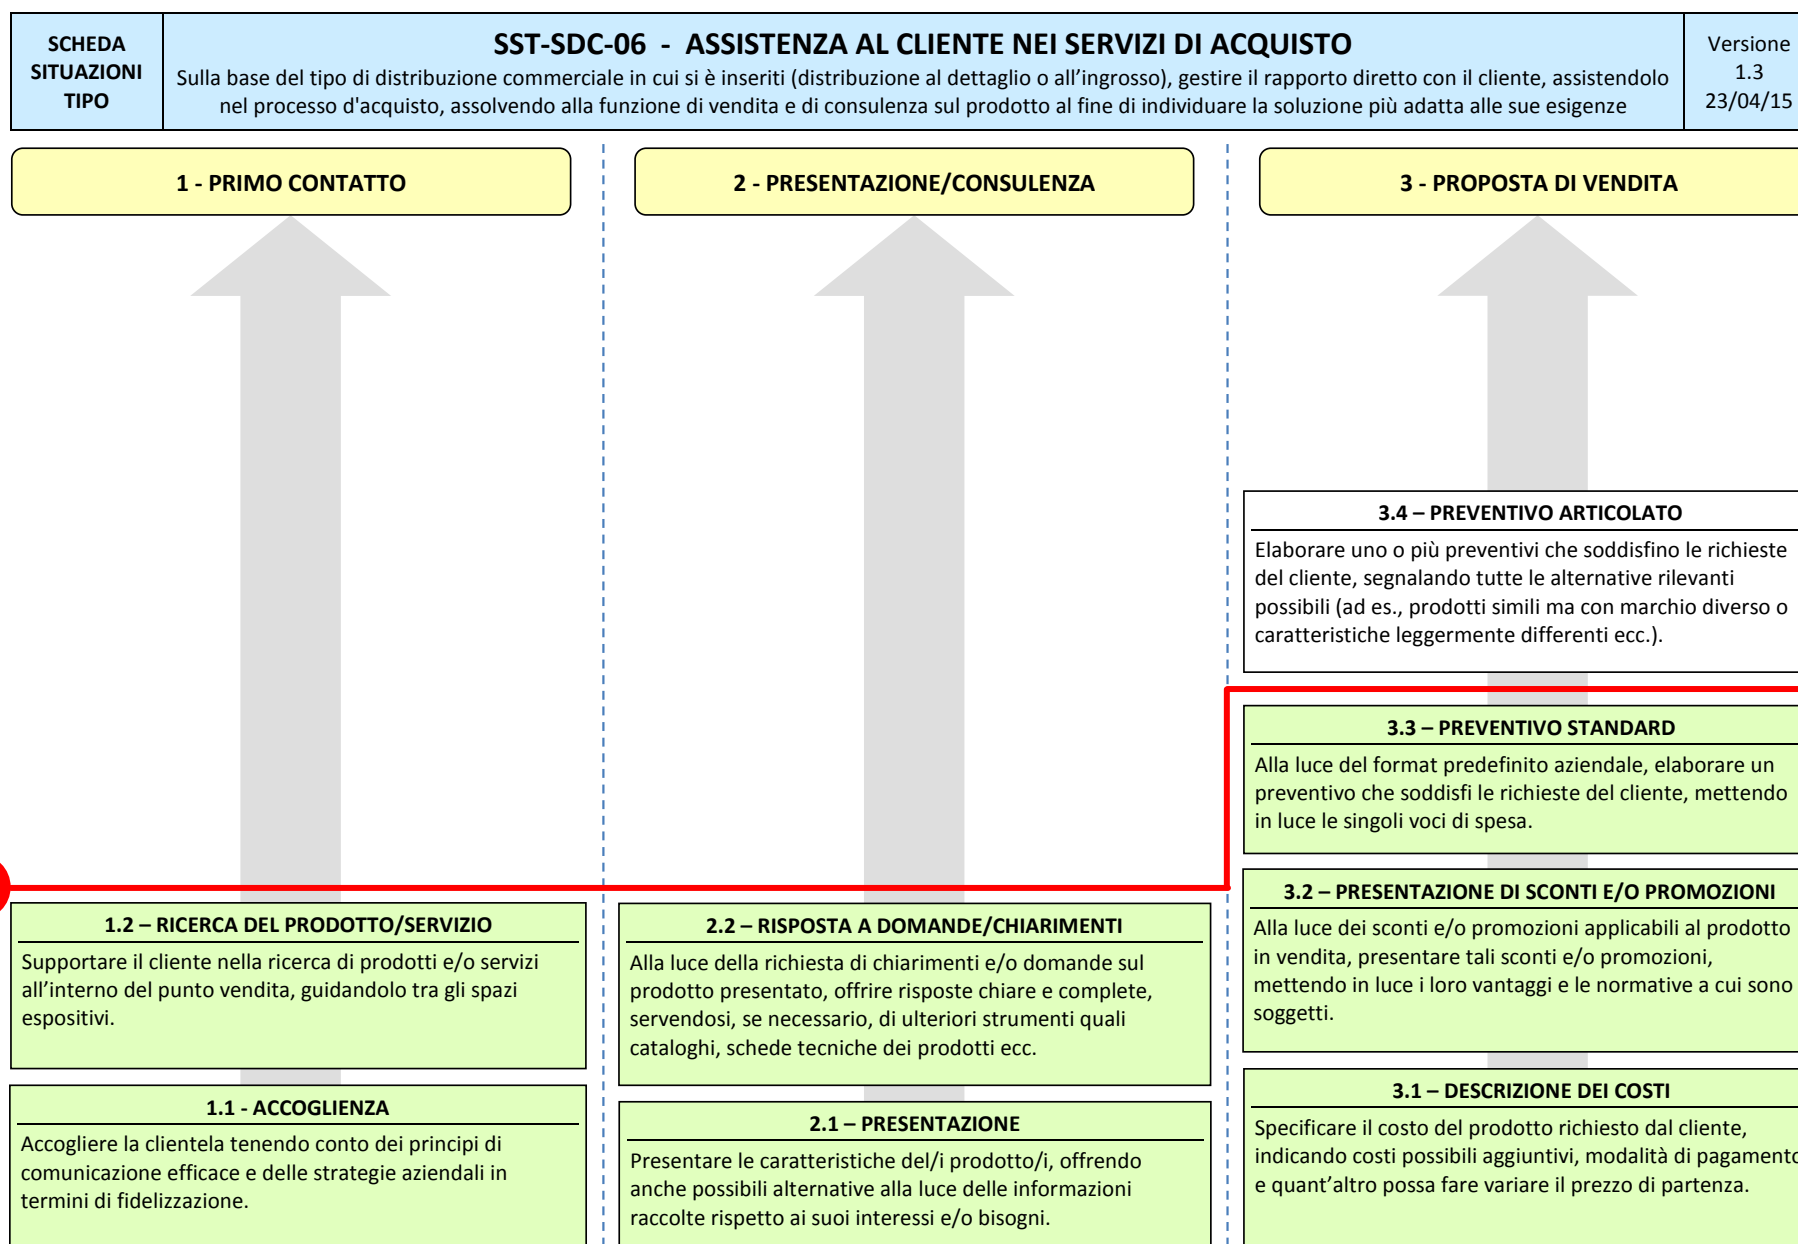 SCHEDA
SITUAZIONI
TIPO
SST-SDC-06 - ASSISTENZA AL CLIENTE NEI SERVIZI DI ACQUISTO
Sulla base del tipo di distribuzione commerciale in cui si è inseriti (distribuzione al dettaglio o all’ingrosso), gestire il rapporto diretto con il cliente, assistendolo
nel processo d'acquisto, assolvendo alla funzione di vendita e di consulenza sul prodotto al fine di individuare la soluzione più adatta alle sue esigenze
Versione
1.3
23/04/15
1 - PRIMO CONTATTO
2 - PRESENTAZIONE/CONSULENZA
3 - PROPOSTA DI VENDITA
3.4 – PREVENTIVO ARTICOLATO
Elaborare uno o più preventivi che soddisfino le richieste
del cliente, segnalando tutte le alternative rilevanti
possibili (ad es., prodotti simili ma con marchio diverso o
caratteristiche leggermente differenti ecc.).
3.3 – PREVENTIVO STANDARD
Alla luce del format predefinito aziendale, elaborare un
preventivo che soddisfi le richieste del cliente, mettendo
in luce le singoli voci di spesa.
1.2 – RICERCA DEL PRODOTTO/SERVIZIO
Supportare il cliente nella ricerca di prodotti e/o servizi
all’interno del punto vendita, guidandolo tra gli spazi
espositivi.
2.2 – RISPOSTA A DOMANDE/CHIARIMENTI
Alla luce della richiesta di chiarimenti e/o domande sul
prodotto presentato, offrire risposte chiare e complete,
servendosi, se necessario, di ulteriori strumenti quali
cataloghi, schede tecniche dei prodotti ecc.
3.2 – PRESENTAZIONE DI SCONTI E/O PROMOZIONI
Alla luce dei sconti e/o promozioni applicabili al prodotto
in vendita, presentare tali sconti e/o promozioni,
mettendo in luce i loro vantaggi e le normative a cui sono
soggetti.
1.1 - ACCOGLIENZA
Accogliere la clientela tenendo conto dei principi di
comunicazione efficace e delle strategie aziendali in
termini di fidelizzazione.
2.1 – PRESENTAZIONE
Presentare le caratteristiche del/i prodotto/i, offrendo
anche possibili alternative alla luce delle informazioni
raccolte rispetto ai suoi interessi e/o bisogni.
3.1 – DESCRIZIONE DEI COSTI
Specificare il costo del prodotto richiesto dal cliente,
indicando costi possibili aggiuntivi, modalità di pagamento
e quant’altro possa fare variare il prezzo di partenza.